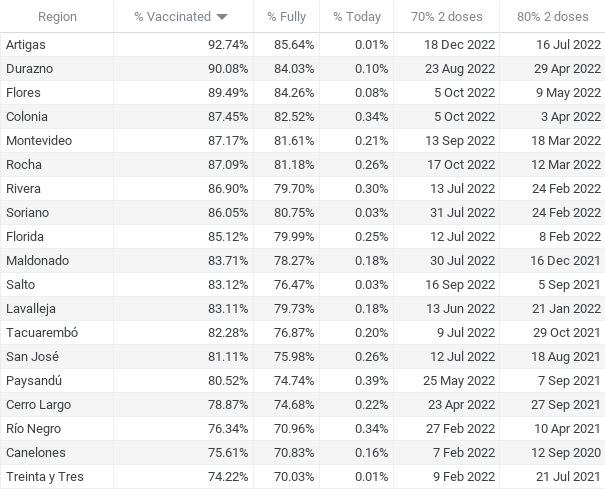 Region % Vaccinated % Fully % Today 70% 2 doses 80% 2 doses
Artigas 92.74% 85.64% 0.01% 18 Dec 2022 16 Jul 2022
Durazno 90.08% 84.03% 0.10% 23 Aug 2022 29 Apr 2022
Flores 89.49% 84.26% 0.08% 5 Oct 2022 9 May 2022
Colonia 87.45% 82.52% 0.34% 5 Oct 2022 3 Apr 2022
Montevideo 87.17% 81.61% 0.21% 13 Sep 2022 18 Mar 2022
Rocha 87.09% 81.18% 0.26% 17 Oct 2022 12 Mar 2022
Rivera 86.90% 79.70% 0.30% 13 Jul 2022 24 Feb 2022
Soriano 86.05% 80.75% 0.03% 31 Jul 2022 24 Feb 2022
Florida 85.12% 79.99% 0.25% 12 Jul 2022 8 Feb 2022
Maldonado 83.71% 78.27% 0.18% 30 Jul 2022 16 Dec 2021
Salto 83.12% 76.47% 0.03% 16 Sep 2022 5 Sep 2021
Lavalleja 83.11% 79.73% 0.18% 13 Jun 2022 21 Jan 2022
Tacuarembó 82.28% 76.87% 0.20% 9 Jul 2022 29 Oct 2021
San José 81.11% 75.98% 0.26% 12 Jul 2022 18 Aug 2021
Paysandú 80.52% 74.74% 0.39% 25 May 2022 7 Sep 2021
Cerro Largo 78.87% 74.68% 0.22% 23 Apr 2022 27 Sep 2021
Río Negro 76.34% 70.96% 0.34% 27 Feb 2022 10 Apr 2021
Canelones 75.61% 70.83% 0.16% 7 Feb 2022 12 Sep 2020
Treinta y Tres 74.22% 70.03% 0.01% 9 Feb 2022 21 Jul 2021